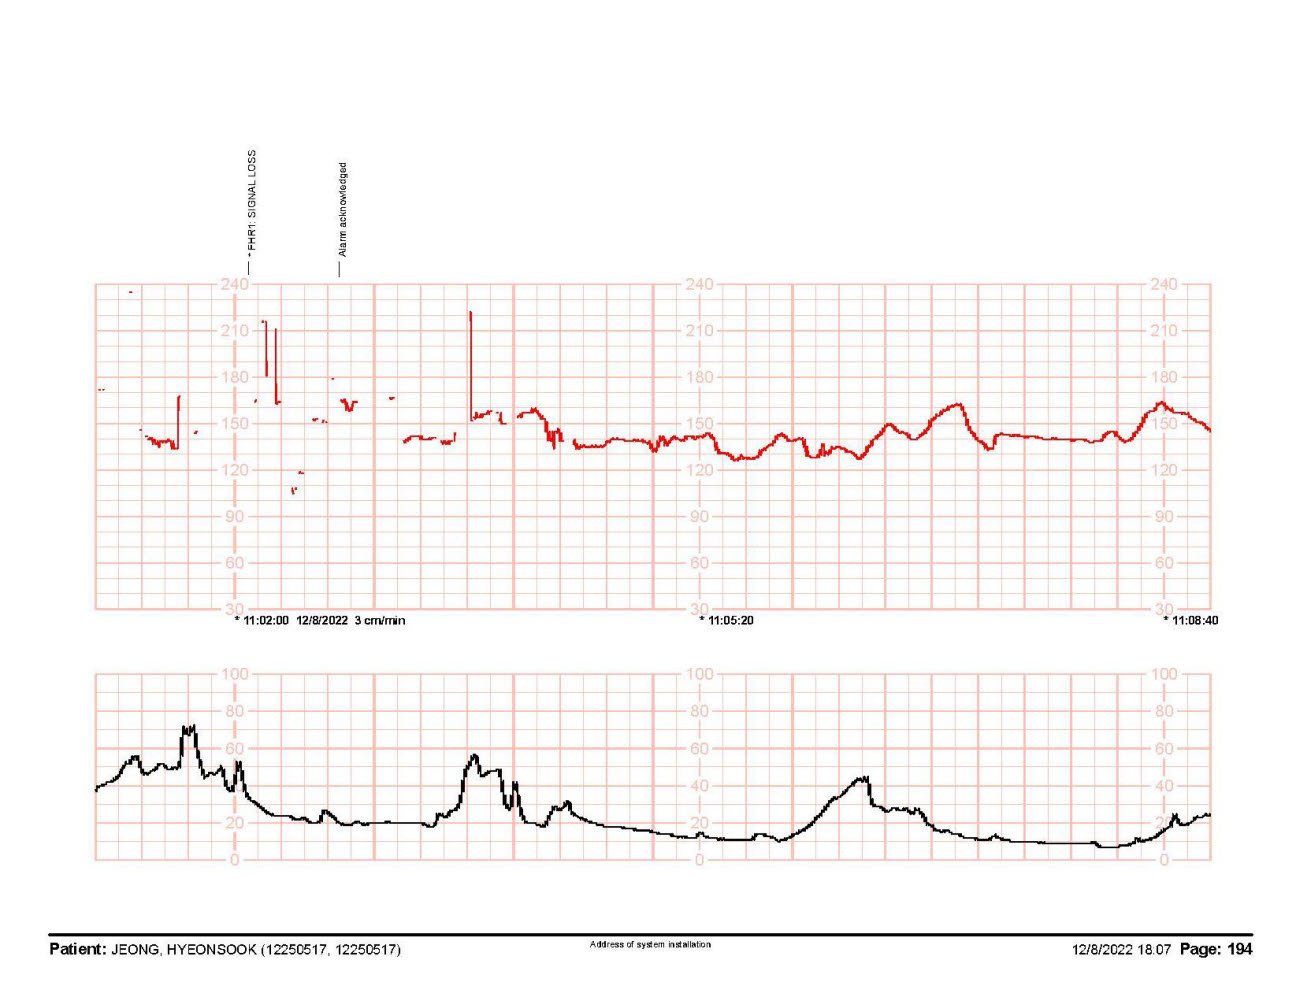 * FHR1: SIGNAL LOSS
Alarm acknowledged
240 240 240
210 210 210
180 180 180
150 150 150
120 120 120
90 90 90
60 60 60
30 30 30
* 11:02:00 12/8/2022 3 cm/min * 11:05:20 * 11:08:40
100 100 100
80 80 80
60 60 60
40 40 40
20 20 20
0 0 0
Patient: JEONG, HYEONSOOK (12250517, 12250517) Address of system installation 12/8/2022 18:07 Page: 194